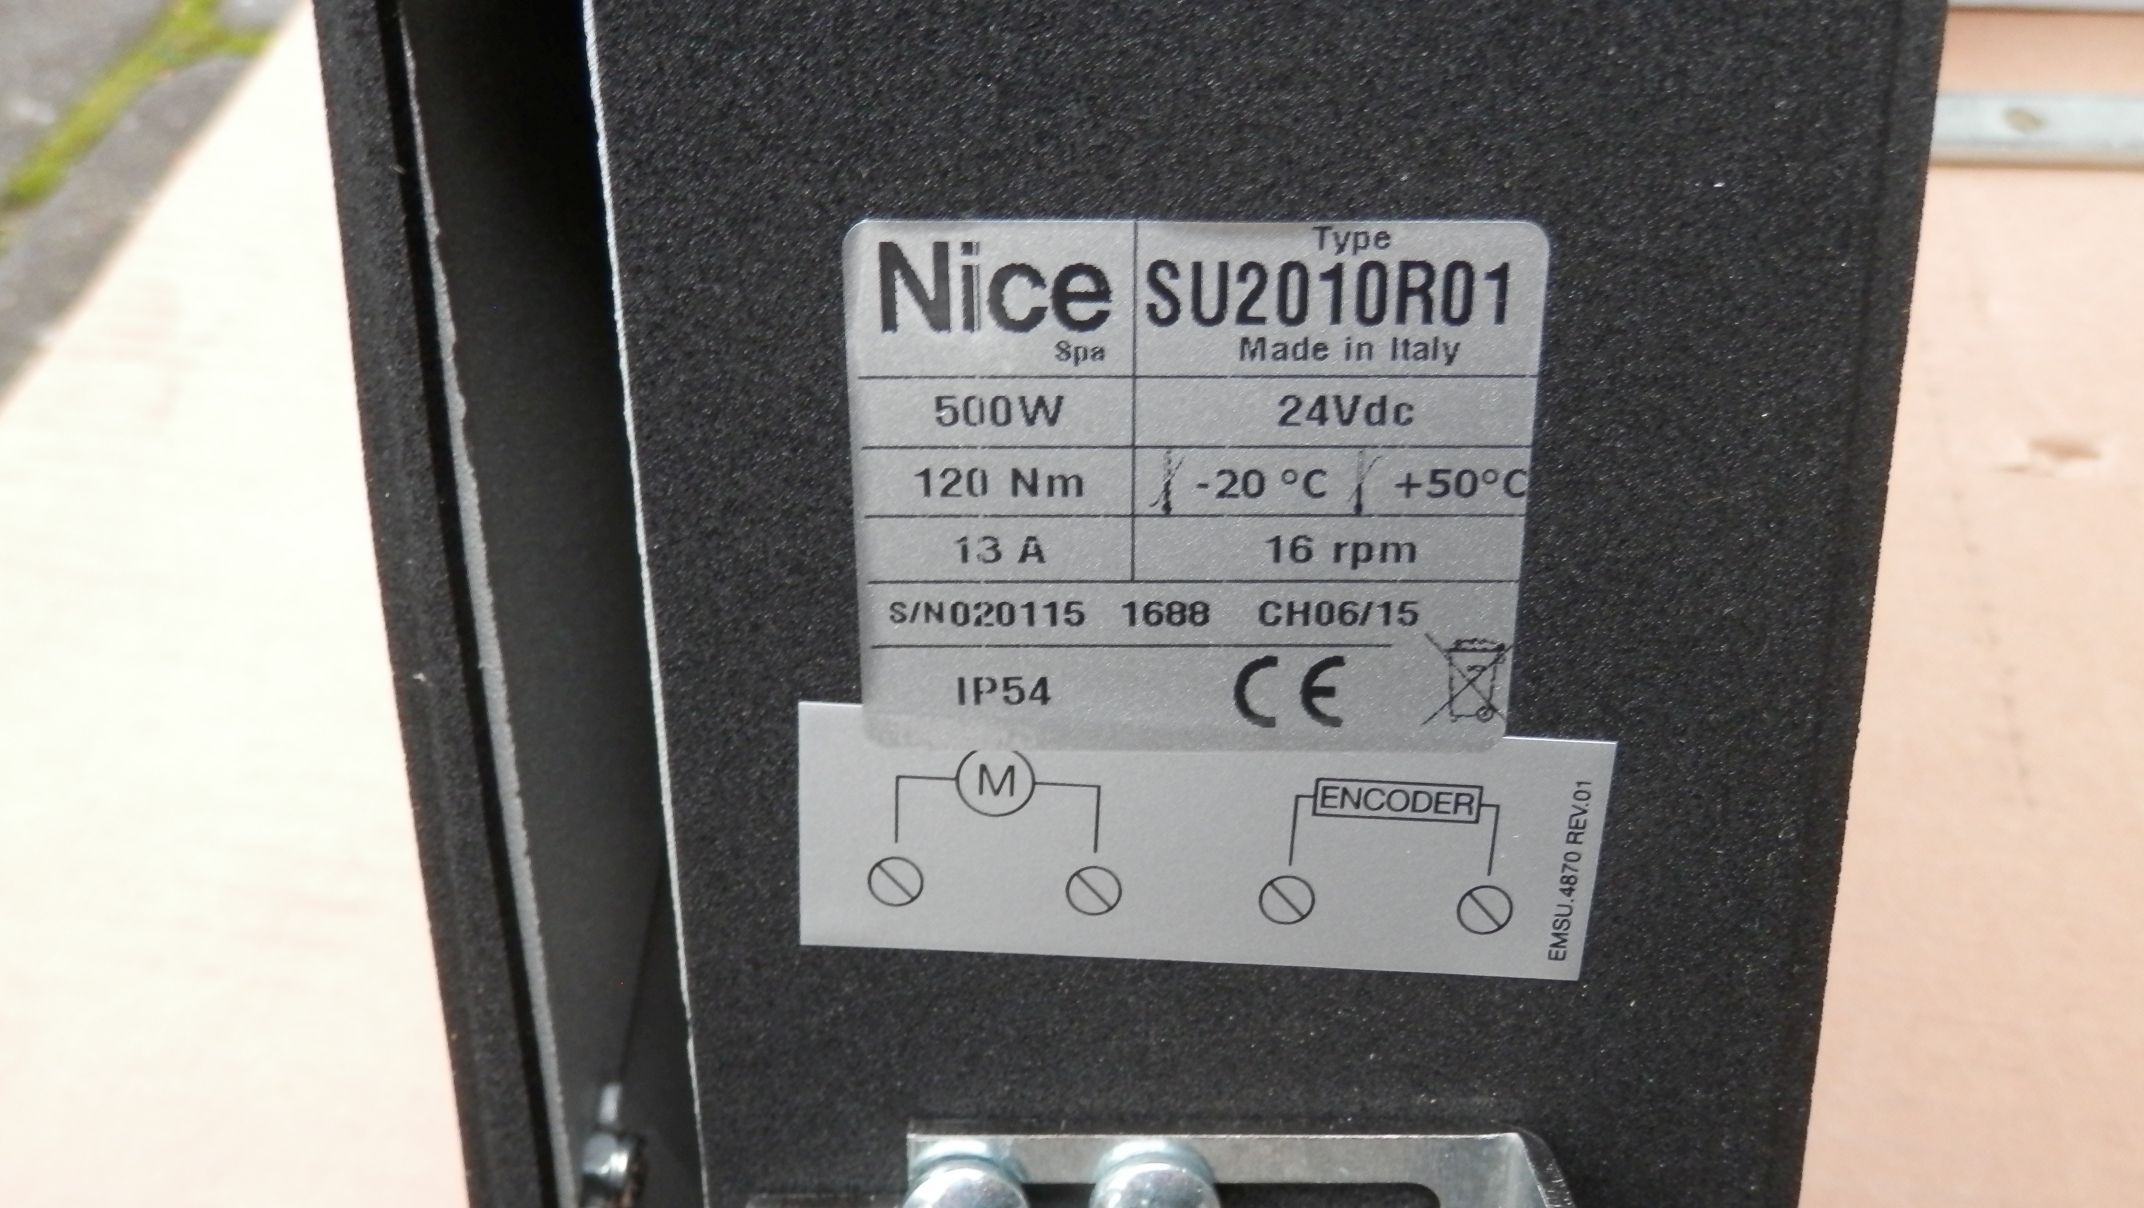 Nice
Spa
Type
SU2010R01
Made in Italy
500W
24Vdc
120 Nm
-20 °C
+50°C
13 A
16 rpm
S/N020115 1688 CH06/15
IP54
CE
M
ENCODER
EMSU.4870 REV.01